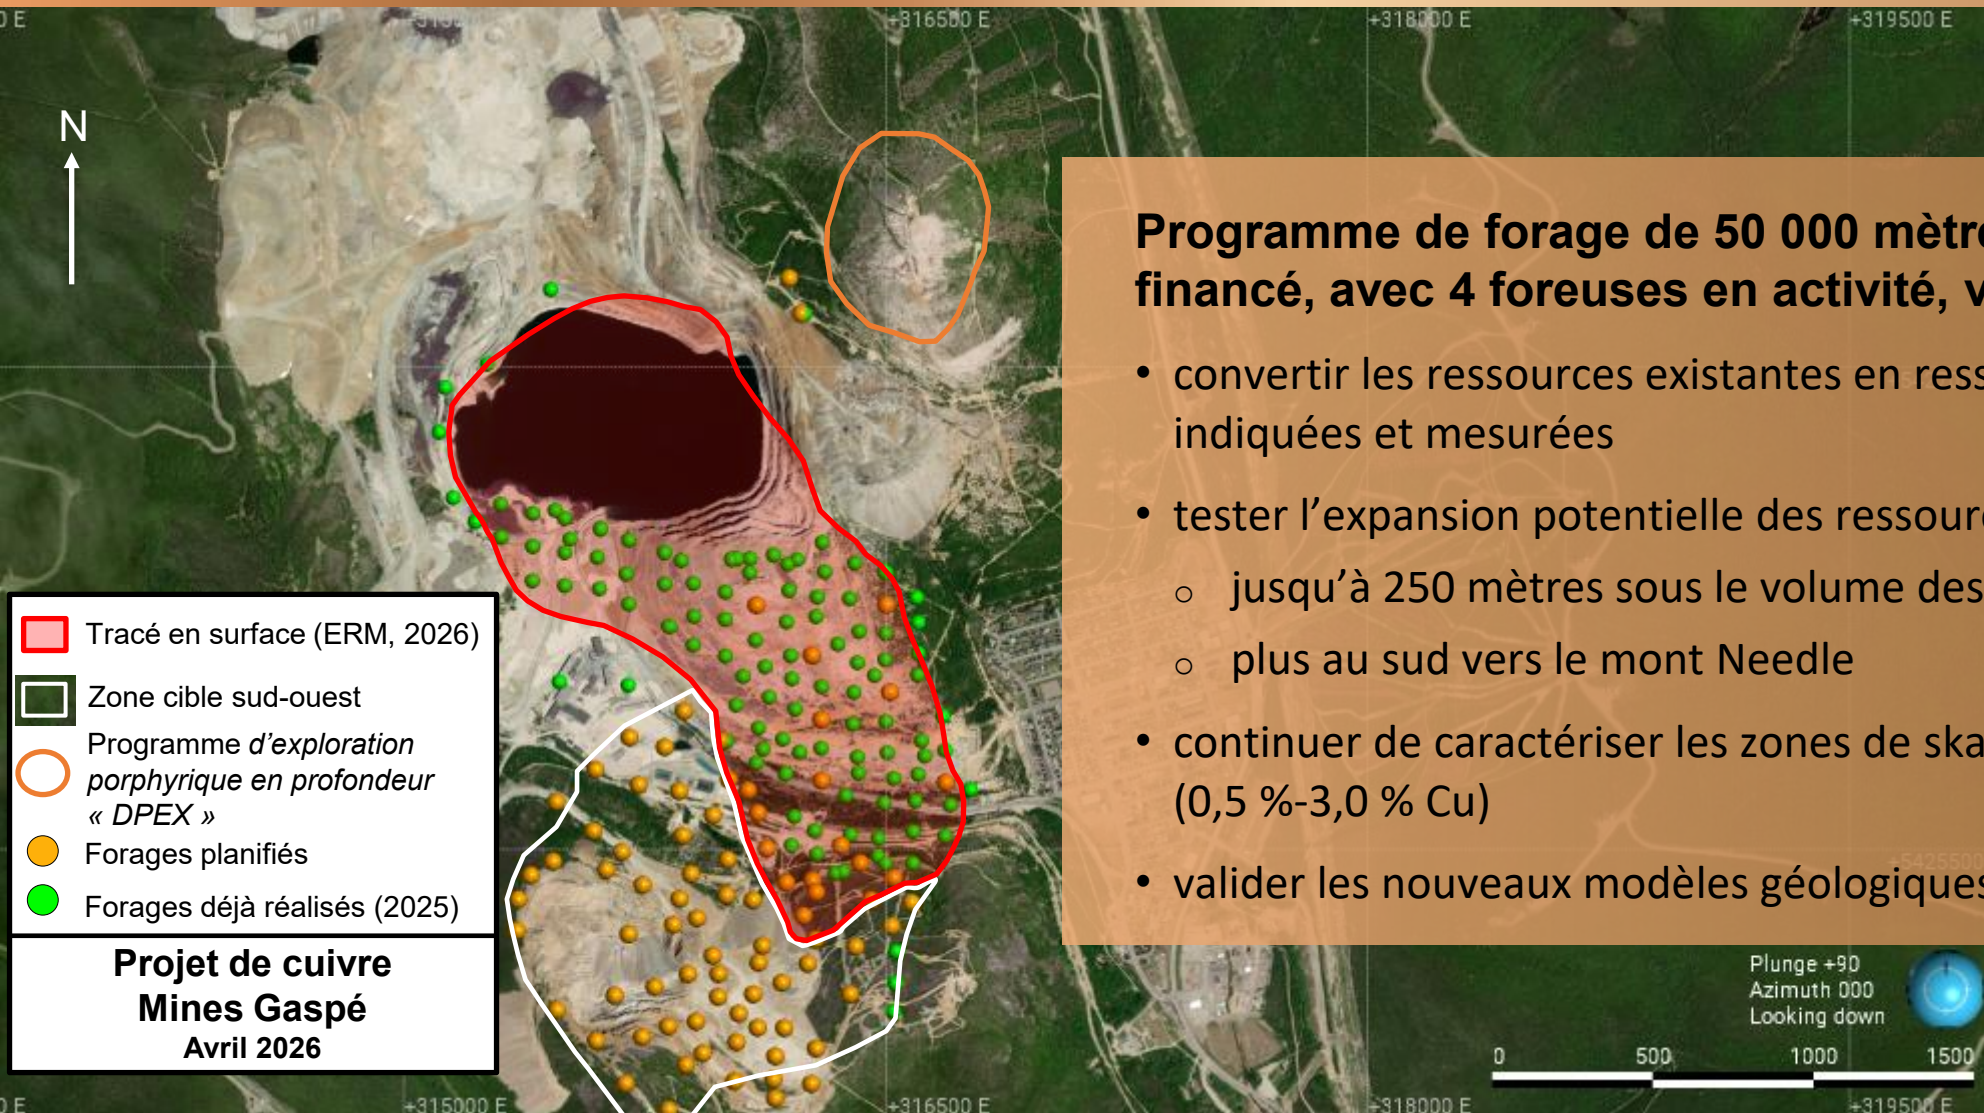 +316500 E
+318000 E
+319500 E
N
Programme de forage de 50 000
financé, avec 4 foreuses en activité,
• convertir les ressources existantes en
indiquées et mesurées
• tester l’expansion potentielle des
o jusqu’à 250 mètres sous le volume des
o plus au sud vers le mont Needle
• continuer de caractériser les zones de
(0,5 %-3,0 % Cu)
• valider les nouveaux modèles géologiques
Tracé en surface (ERM, 2026)
Zone cible sud-ouest
Programme d’exploration
porphyrique en profondeur
« DPEX »
Forages planifiés
Forages déjà réalisés (2025)
Projet de cuivre
Mines Gaspé
Avril 2026
+5425500
Plunge +90
Azimuth 000
Looking down
0 500 1000 1500
+315000 E
+316500 E
+318000 E
+319500 E